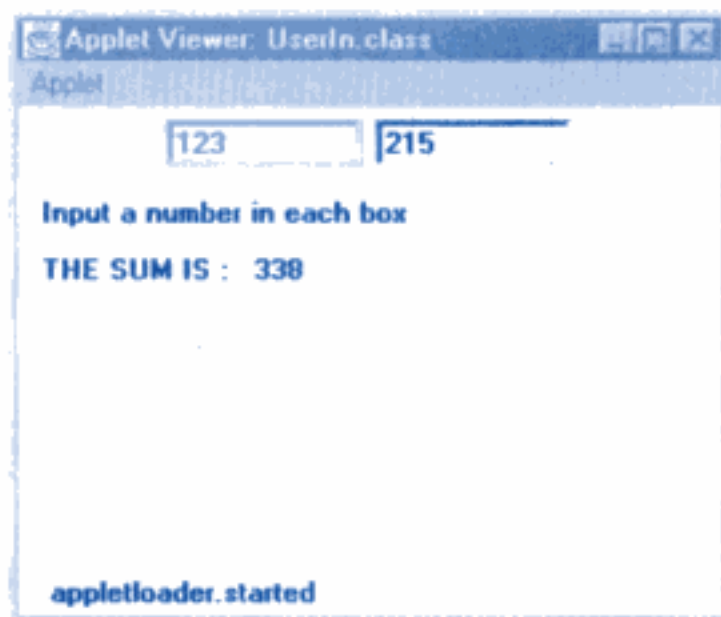 Applet Viewer: UserIn.class
Applet
123 215
Input a number in each box
THE SUM IS : 338
appletloader.started